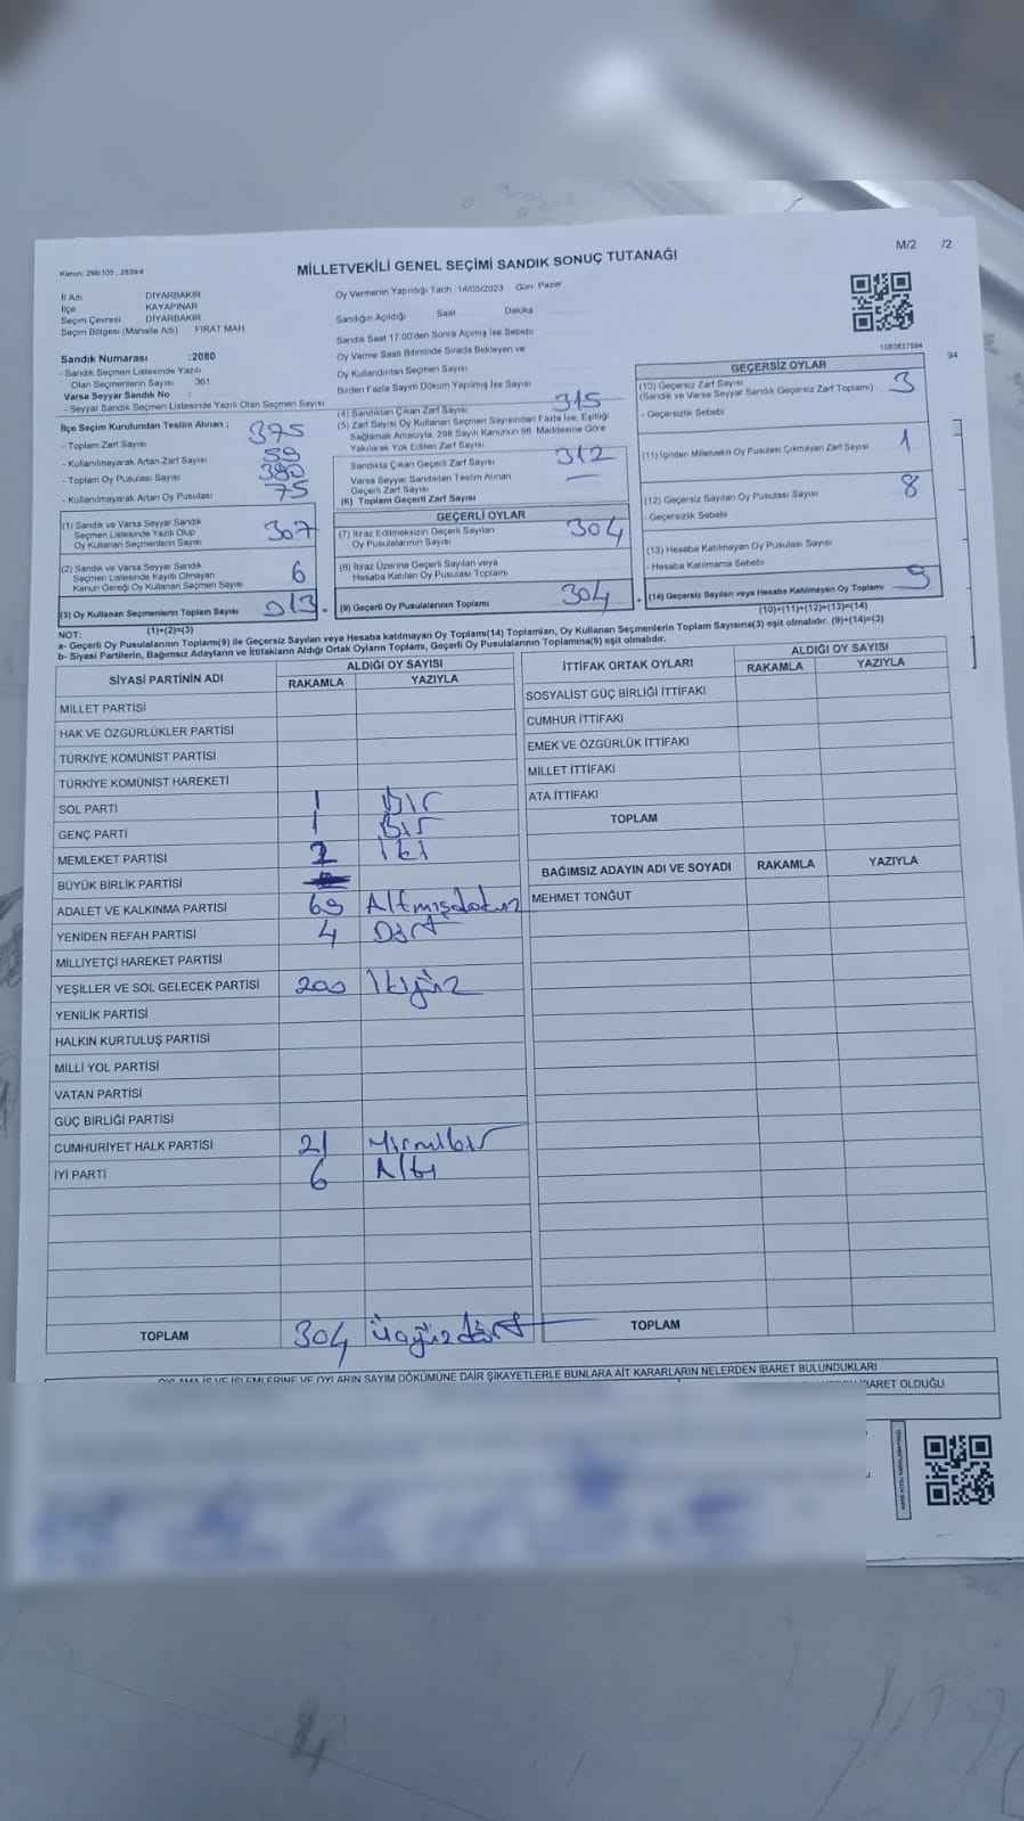 Kanun: 298/105 , 2839/4
MİLLETVEKİLİ GENEL SEÇİMİ SANDIK SONUÇ TUTANAĞI
M/2 /2
İl Adı DİYARBAKIR
İlçe KAYAPINAR
Seçim Çevresi DİYARBAKIR
Seçim Bölgesi (Mahalle Adı) FIRAT MAH
Sandık Numarası :2080
- Sandık Seçmen Listesinde Yazılı
Olan Seçmenlerin Sayısı : 361
Varsa Seyyar Sandık No :
- Seyyar Sandık Seçmen Listesinde Yazılı Olan Seçmen Sayısı
İlçe Seçim Kurulundan Teslim Alınan ;
- Toplam Zarf Sayısı 375
- Kullanılmayarak Artan Zarf Sayısı 59
- Toplam Oy Pusulası Sayısı 380
- Kullanılmayarak Artan Oy Pusulası 75
(1) Sandık ve Varsa Seyyar Sandık
Seçmen Listesinde Yazılı Olup
Oy Kullanan Seçmenlerin Sayısı 307
(2) Sandık ve Varsa Seyyar Sandık
Seçmen Listesinde Kayıtlı Olmayan
Kanun Gereği Oy Kullanan Seçmen Sayısı 6
(3) Oy Kullanan Seçmenlerin Toplam Sayısı 313
(1)+(2)=(3)
Oy Vermenin Yapıldığı Tarih 14/05/2023 Gün: Pazar
Sandığın Açıldığı Saat Dakika
Sandık Saat 17.00'den Sonra Açılmış İse Sebebi
Oy Verme Saati Bitiminde Sırada Bekleyen ve
Oy Kullandırılan Seçmen Sayısı
Birden Fazla Sayım Döküm Yapılmış İse Sayısı
(4) Sandıktan Çıkan Zarf Sayısı 315
(5) Zarf Sayısı Oy Kullanan Seçmen Sayısından Fazla İse, Eşitliği
Sağlamak Amacıyla, 298 Sayılı Kanunun 98. Maddesine Göre
Yakılarak Yok Edilen Zarf Sayısı
Sandıkta Çıkan Geçerli Zarf Sayısı 312
Varsa Seyyar Sandıktan Teslim Alınan
Geçerli Zarf Sayısı —
(6) Toplam Geçerli Zarf Sayısı
GEÇERLİ OYLAR
(7) İtiraz Edilmeksizin Geçerli Sayılan
Oy Pusulalarının Sayısı 304
(8) İtiraz Üzerine Geçerli Sayılan veya
Hesaba Katılan Oy Pusulası Toplamı
(9) Geçerli Oy Pusulalarının Toplamı 304
94
GEÇERSİZ OYLAR
(10) Geçersiz Zarf Sayısı
(Sandık ve Varsa Seyyar Sandık Geçersiz Zarf Toplamı) 3
- Geçersizlik Sebebi
(11) İçinden Milletvekili Oy Pusulası Çıkmayan Zarf Sayısı 1
(12) Geçersiz Sayılan Oy Pusulası Sayısı 8
- Geçersizlik Sebebi
(13) Hesaba Katılmayan Oy Pusulası Sayısı
- Hesaba Katılmama Sebebi
(14) Geçersiz Sayılan veya Hesaba Katılmayan Oy Toplamı 9
(10)+(11)+(12)+(13)=(14)
NOT:
a- Geçerli Oy Pusulalarının Toplamı(9) ile Geçersiz Sayılan veya Hesaba katılmayan Oy Toplamı(14) Toplamları, Oy Kullanan Seçmenlerin Toplam Sayısına(3) eşit olmalıdır. (9)+(14)=(3)
b- Siyasi Partilerin, Bağımsız Adayların ve İttifakların Aldığı Ortak Oyların Toplamı, Geçerli Oy Pusulalarının Toplamına(9) eşit olmalıdır.
SİYASİ PARTİNİN ADI ALDIĞI OY SAYISI
RAKAMLA YAZIYLA
MİLLET PARTİSİ
HAK VE ÖZGÜRLÜKLER PARTİSİ
TÜRKİYE KOMÜNİST PARTİSİ
TÜRKİYE KOMÜNİST HAREKETİ
SOL PARTİ 1 Bir
GENÇ PARTİ 1 Bir
MEMLEKET PARTİSİ 2 iki
BÜYÜK BİRLİK PARTİSİ
ADALET VE KALKINMA PARTİSİ 69 Altmışdokuz
YENİDEN REFAH PARTİSİ 4 Dört
MİLLİYETÇİ HAREKET PARTİSİ
YEŞİLLER VE SOL GELECEK PARTİSİ 200 İkiyüz
YENİLİK PARTİSİ
HALKIN KURTULUŞ PARTİSİ
MİLLİ YOL PARTİSİ
VATAN PARTİSİ
GÜÇ BİRLİĞİ PARTİSİ
CUMHURİYET HALK PARTİSİ 21 Yirmibir
İYİ PARTİ 6 Altı
TOPLAM 304 Üçyüzdört
İTTİFAK ORTAK OYLARI ALDIĞI OY SAYISI
RAKAMLA YAZIYLA
SOSYALİST GÜÇ BİRLİĞİ İTTİFAKI
CUMHUR İTTİFAKI
EMEK VE ÖZGÜRLÜK İTTİFAKI
MİLLET İTTİFAKI
ATA İTTİFAKI
TOPLAM
BAĞIMSIZ ADAYIN ADI VE SOYADI RAKAMLA YAZIYLA
MEHMET TONĞUT
TOPLAM
OYLAMA İŞ VE İŞLEMLERİNE VE OYLARIN SAYIM DÖKÜMÜNE DAİR ŞİKAYETLERLE BUNLARA AİT KARARLARIN NELERDEN İBARET BULUNDUKLARI
İBARET OLDUĞU